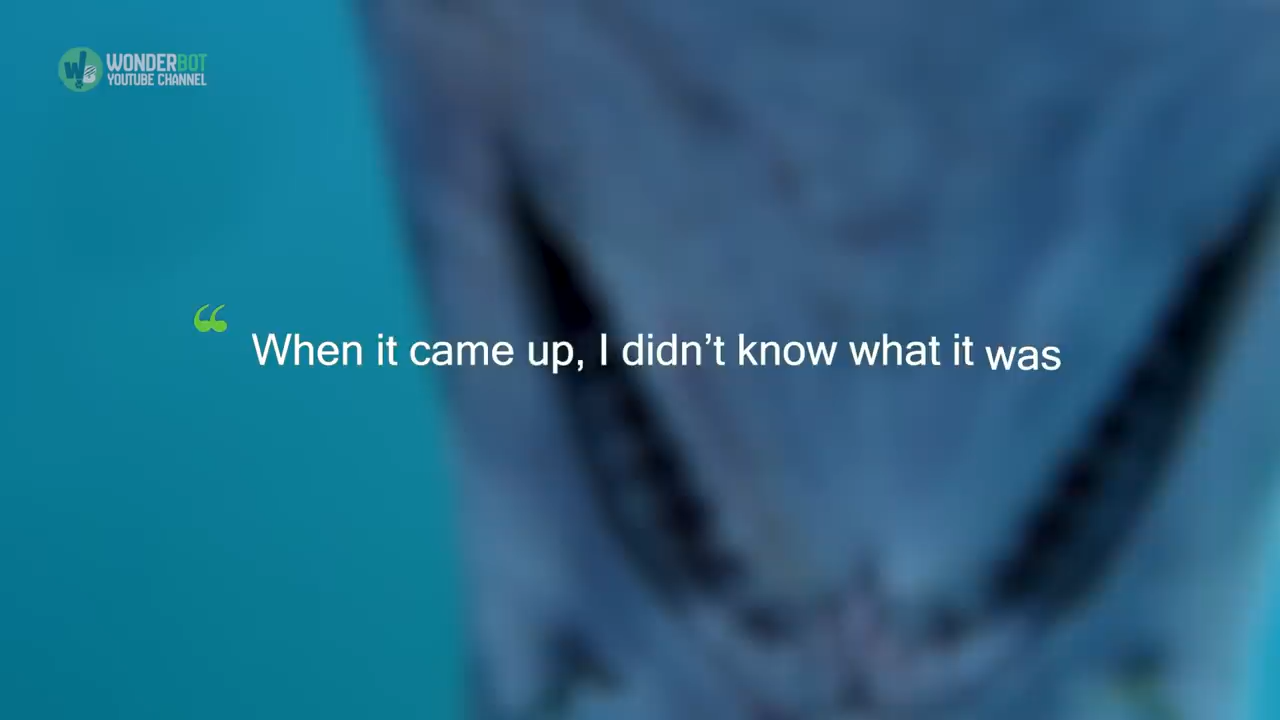 WONDERBOT
YOUTUBE CHANNEL
“ When it came up, I didn’t know what it was